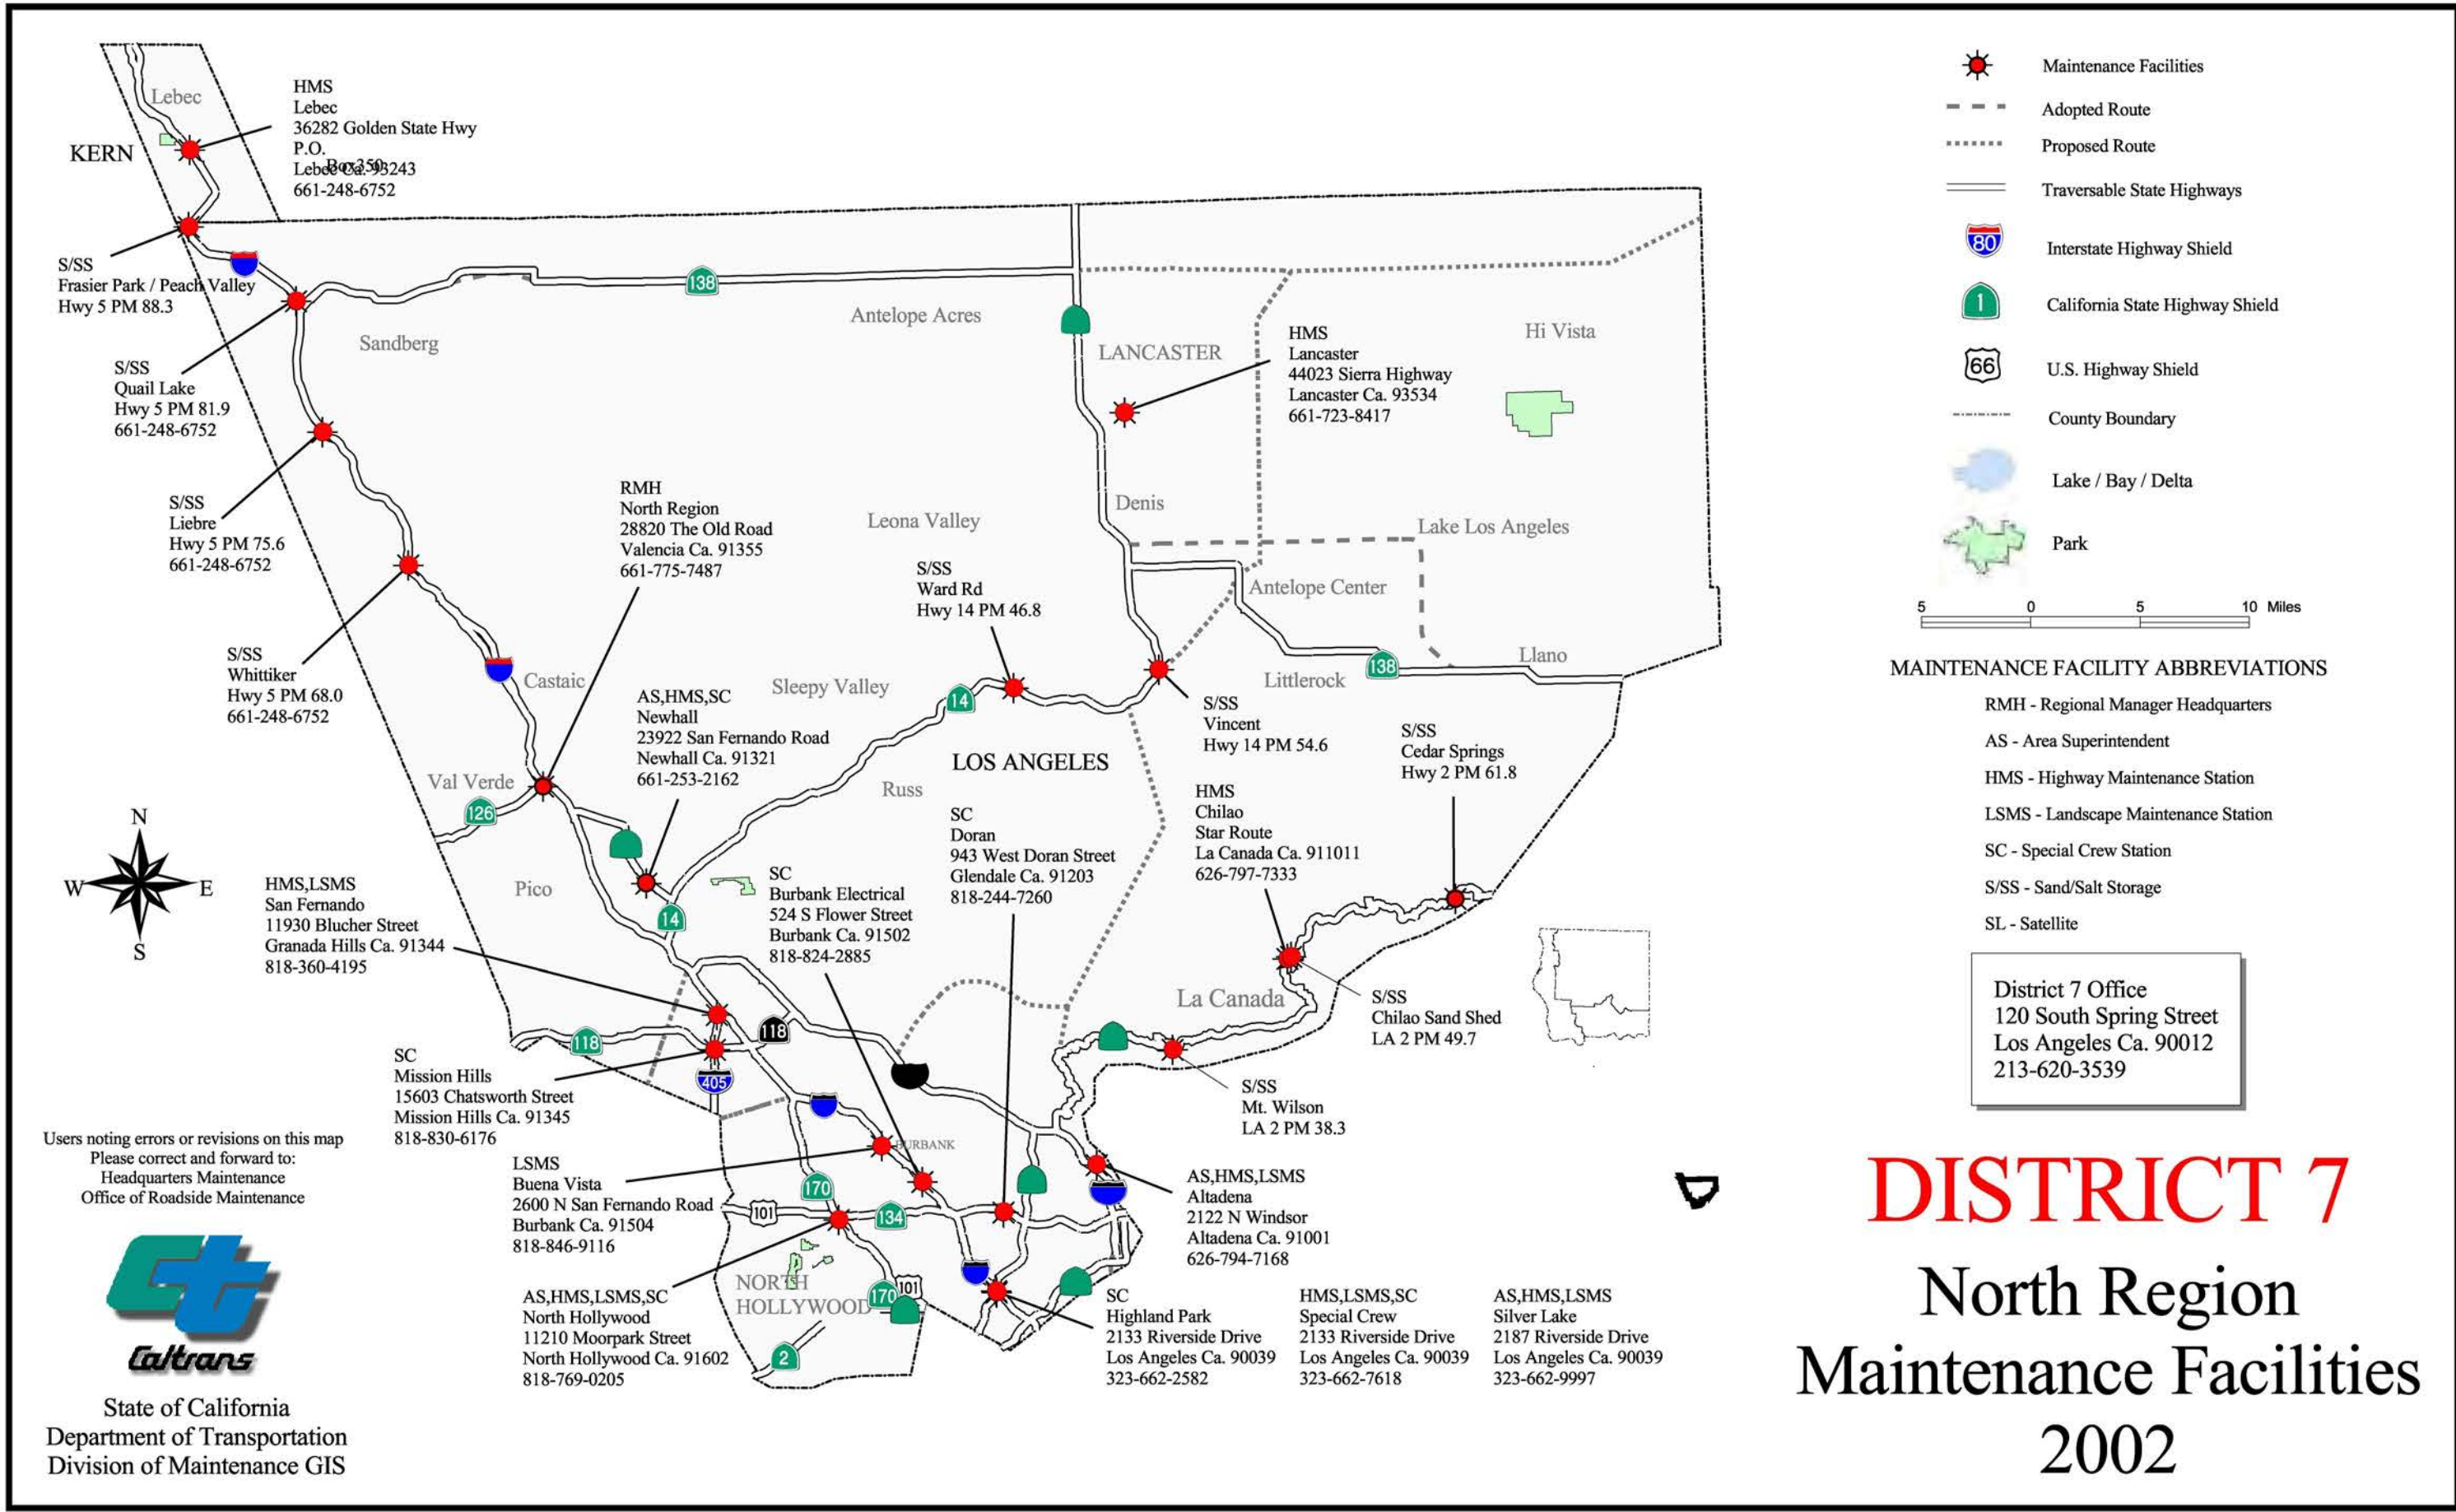 Lebec
HMS
Lebec
36282 Golden State Hwy
P.O.
Box 350
Lebec Ca. 93243
661-248-6752
KERN
S/SS
Frasier Park / Peach Valley
Hwy 5 PM 88.3
138
Sandberg
Antelope Acres
LANCASTER
Hi Vista
S/SS
Quail Lake
Hwy 5 PM 81.9
661-248-6752
HMS
Lancaster
44023 Sierra Highway
Lancaster Ca. 93534
661-723-8417
S/SS
Liebre
Hwy 5 PM 75.6
661-248-6752
RMH
North Region
28820 The Old Road
Valencia Ca. 91355
661-775-7487
Leona Valley
Denis
Lake Los Angeles
S/SS
Ward Rd
Hwy 14 PM 46.8
Antelope Center
S/SS
Whittiker
Hwy 5 PM 68.0
661-248-6752
Castaic
Sleepy Valley
14
Littlerock
138
Llano
AS,HMS,SC
Newhall
23922 San Fernando Road
Newhall Ca. 91321
661-253-2162
S/SS
Vincent
Hwy 14 PM 54.6
S/SS
Cedar Springs
Hwy 2 PM 61.8
LOS ANGELES
Val Verde
126
Russ
HMS
Chilao
Star Route
La Canada Ca. 911011
626-797-7333
SC
Doran
943 West Doran Street
Glendale Ca. 91203
818-244-7260
N
W
E
S
Pico
14
SC
Burbank Electrical
524 S Flower Street
Burbank Ca. 91502
818-824-2885
HMS,LSMS
San Fernando
11930 Blucher Street
Granada Hills Ca. 91344
818-360-4195
La Canada
S/SS
Chilao Sand Shed
LA 2 PM 49.7
118
118
405
SC
Mission Hills
15603 Chatsworth Street
Mission Hills Ca. 91345
818-830-6176
S/SS
Mt. Wilson
LA 2 PM 38.3
BURBANK
LSMS
Buena Vista
2600 N San Fernando Road
Burbank Ca. 91504
818-846-9116
170
101
134
AS,HMS,LSMS
Altadena
2122 N Windsor
Altadena Ca. 91001
626-794-7168
NORTH
HOLLYWOOD
170
101
2
AS,HMS,LSMS,SC
North Hollywood
11210 Moorpark Street
North Hollywood Ca. 91602
818-769-0205
SC
Highland Park
2133 Riverside Drive
Los Angeles Ca. 90039
323-662-2582
HMS,LSMS,SC
Special Crew
2133 Riverside Drive
Los Angeles Ca. 90039
323-662-7618
AS,HMS,LSMS
Silver Lake
2187 Riverside Drive
Los Angeles Ca. 90039
323-662-9997
Users noting errors or revisions on this map
Please correct and forward to:
Headquarters Maintenance
Office of Roadside Maintenance
Caltrans
State of California
Department of Transportation
Division of Maintenance GIS
Maintenance Facilities
Adopted Route
Proposed Route
Traversable State Highways
80
Interstate Highway Shield
1
California State Highway Shield
66
U.S. Highway Shield
County Boundary
Lake / Bay / Delta
Park
5 0 5 10 Miles
MAINTENANCE FACILITY ABBREVIATIONS
RMH - Regional Manager Headquarters
AS - Area Superintendent
HMS - Highway Maintenance Station
LSMS - Landscape Maintenance Station
SC - Special Crew Station
S/SS - Sand/Salt Storage
SL - Satellite
District 7 Office
120 South Spring Street
Los Angeles Ca. 90012
213-620-3539
DISTRICT 7
North Region
Maintenance Facilities
2002